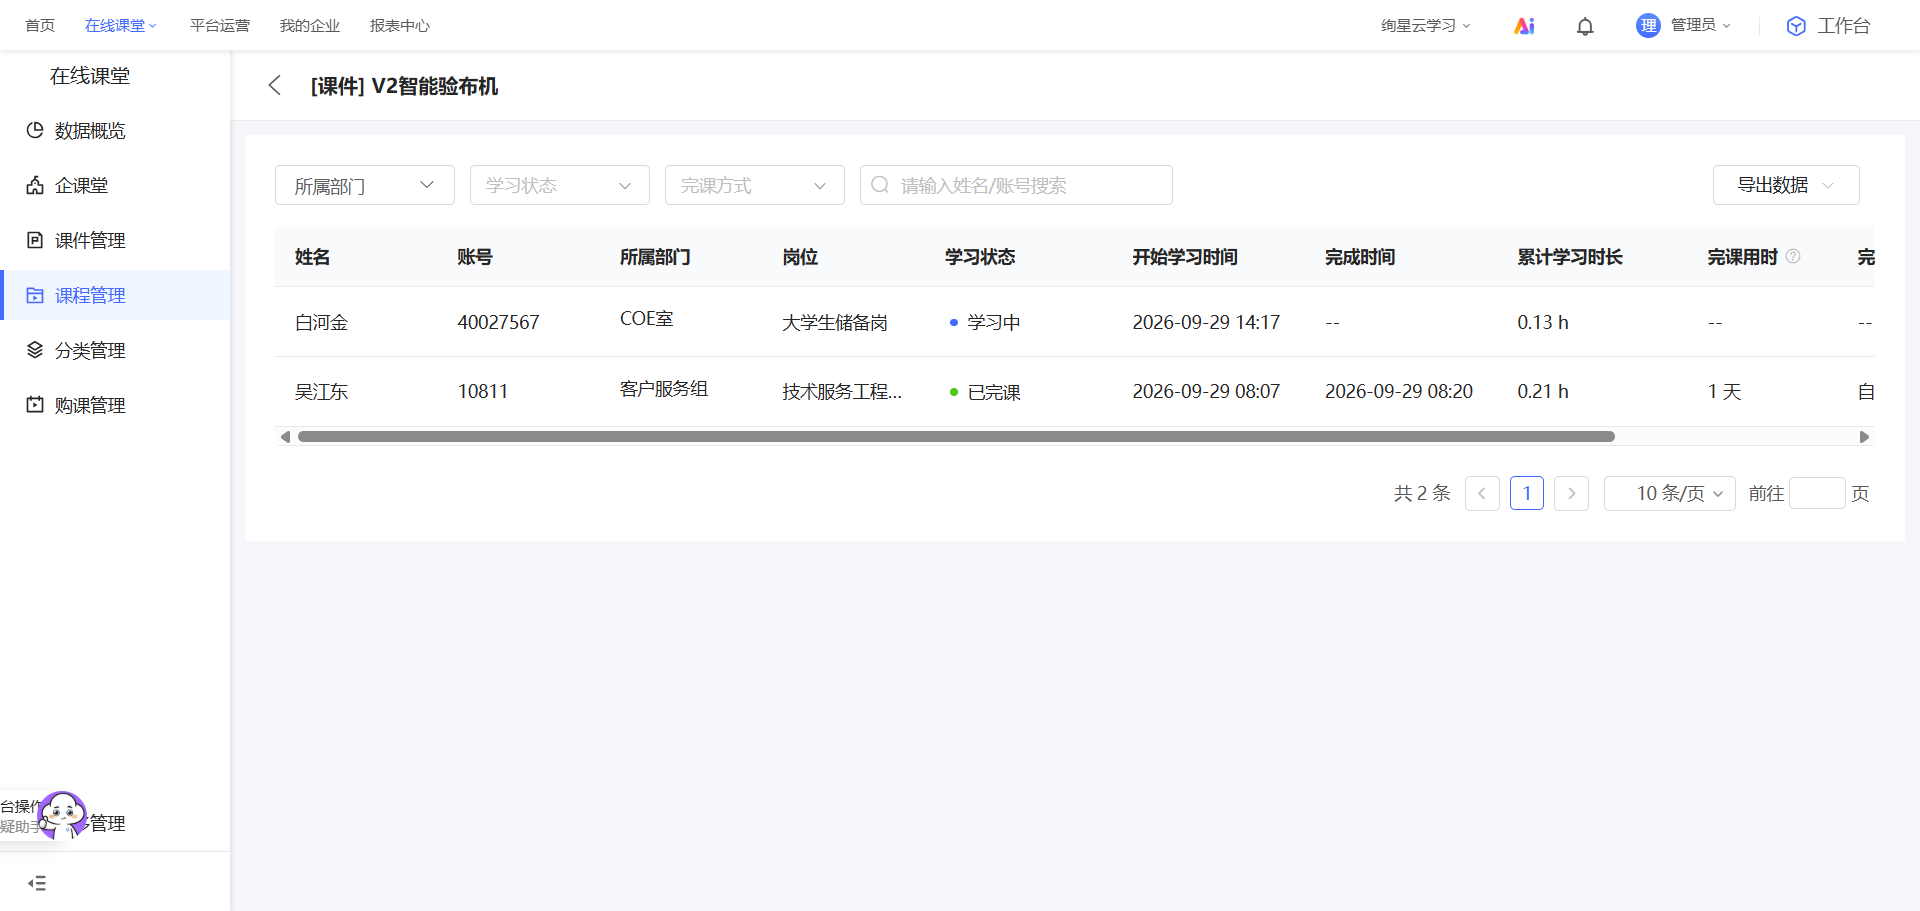 首页 在线课堂 平台运营 我的企业 报表中心 绚星云学习 Ai 理 管理员 工作台
在线课堂
数据概览
企课堂
课件管理
课程管理
分类管理
购课管理
台操作
疑助手
管理
[课件] V2智能验布机
所属部门 学习状态 完课方式 请输入姓名/账号搜索 导出数据
姓名 账号 所属部门 岗位 学习状态 开始学习时间 完成时间 累计学习时长 完课用时 完
白河金 40027567 COE室 大学生储备岗 学习中 2026-09-29 14:17 -- 0.13 h -- --
吴江东 10811 客户服务组 技术服务工程... 已完课 2026-09-29 08:07 2026-09-29 08:20 0.21 h 1 天 自
共 2 条 1 10 条/页 前往 页